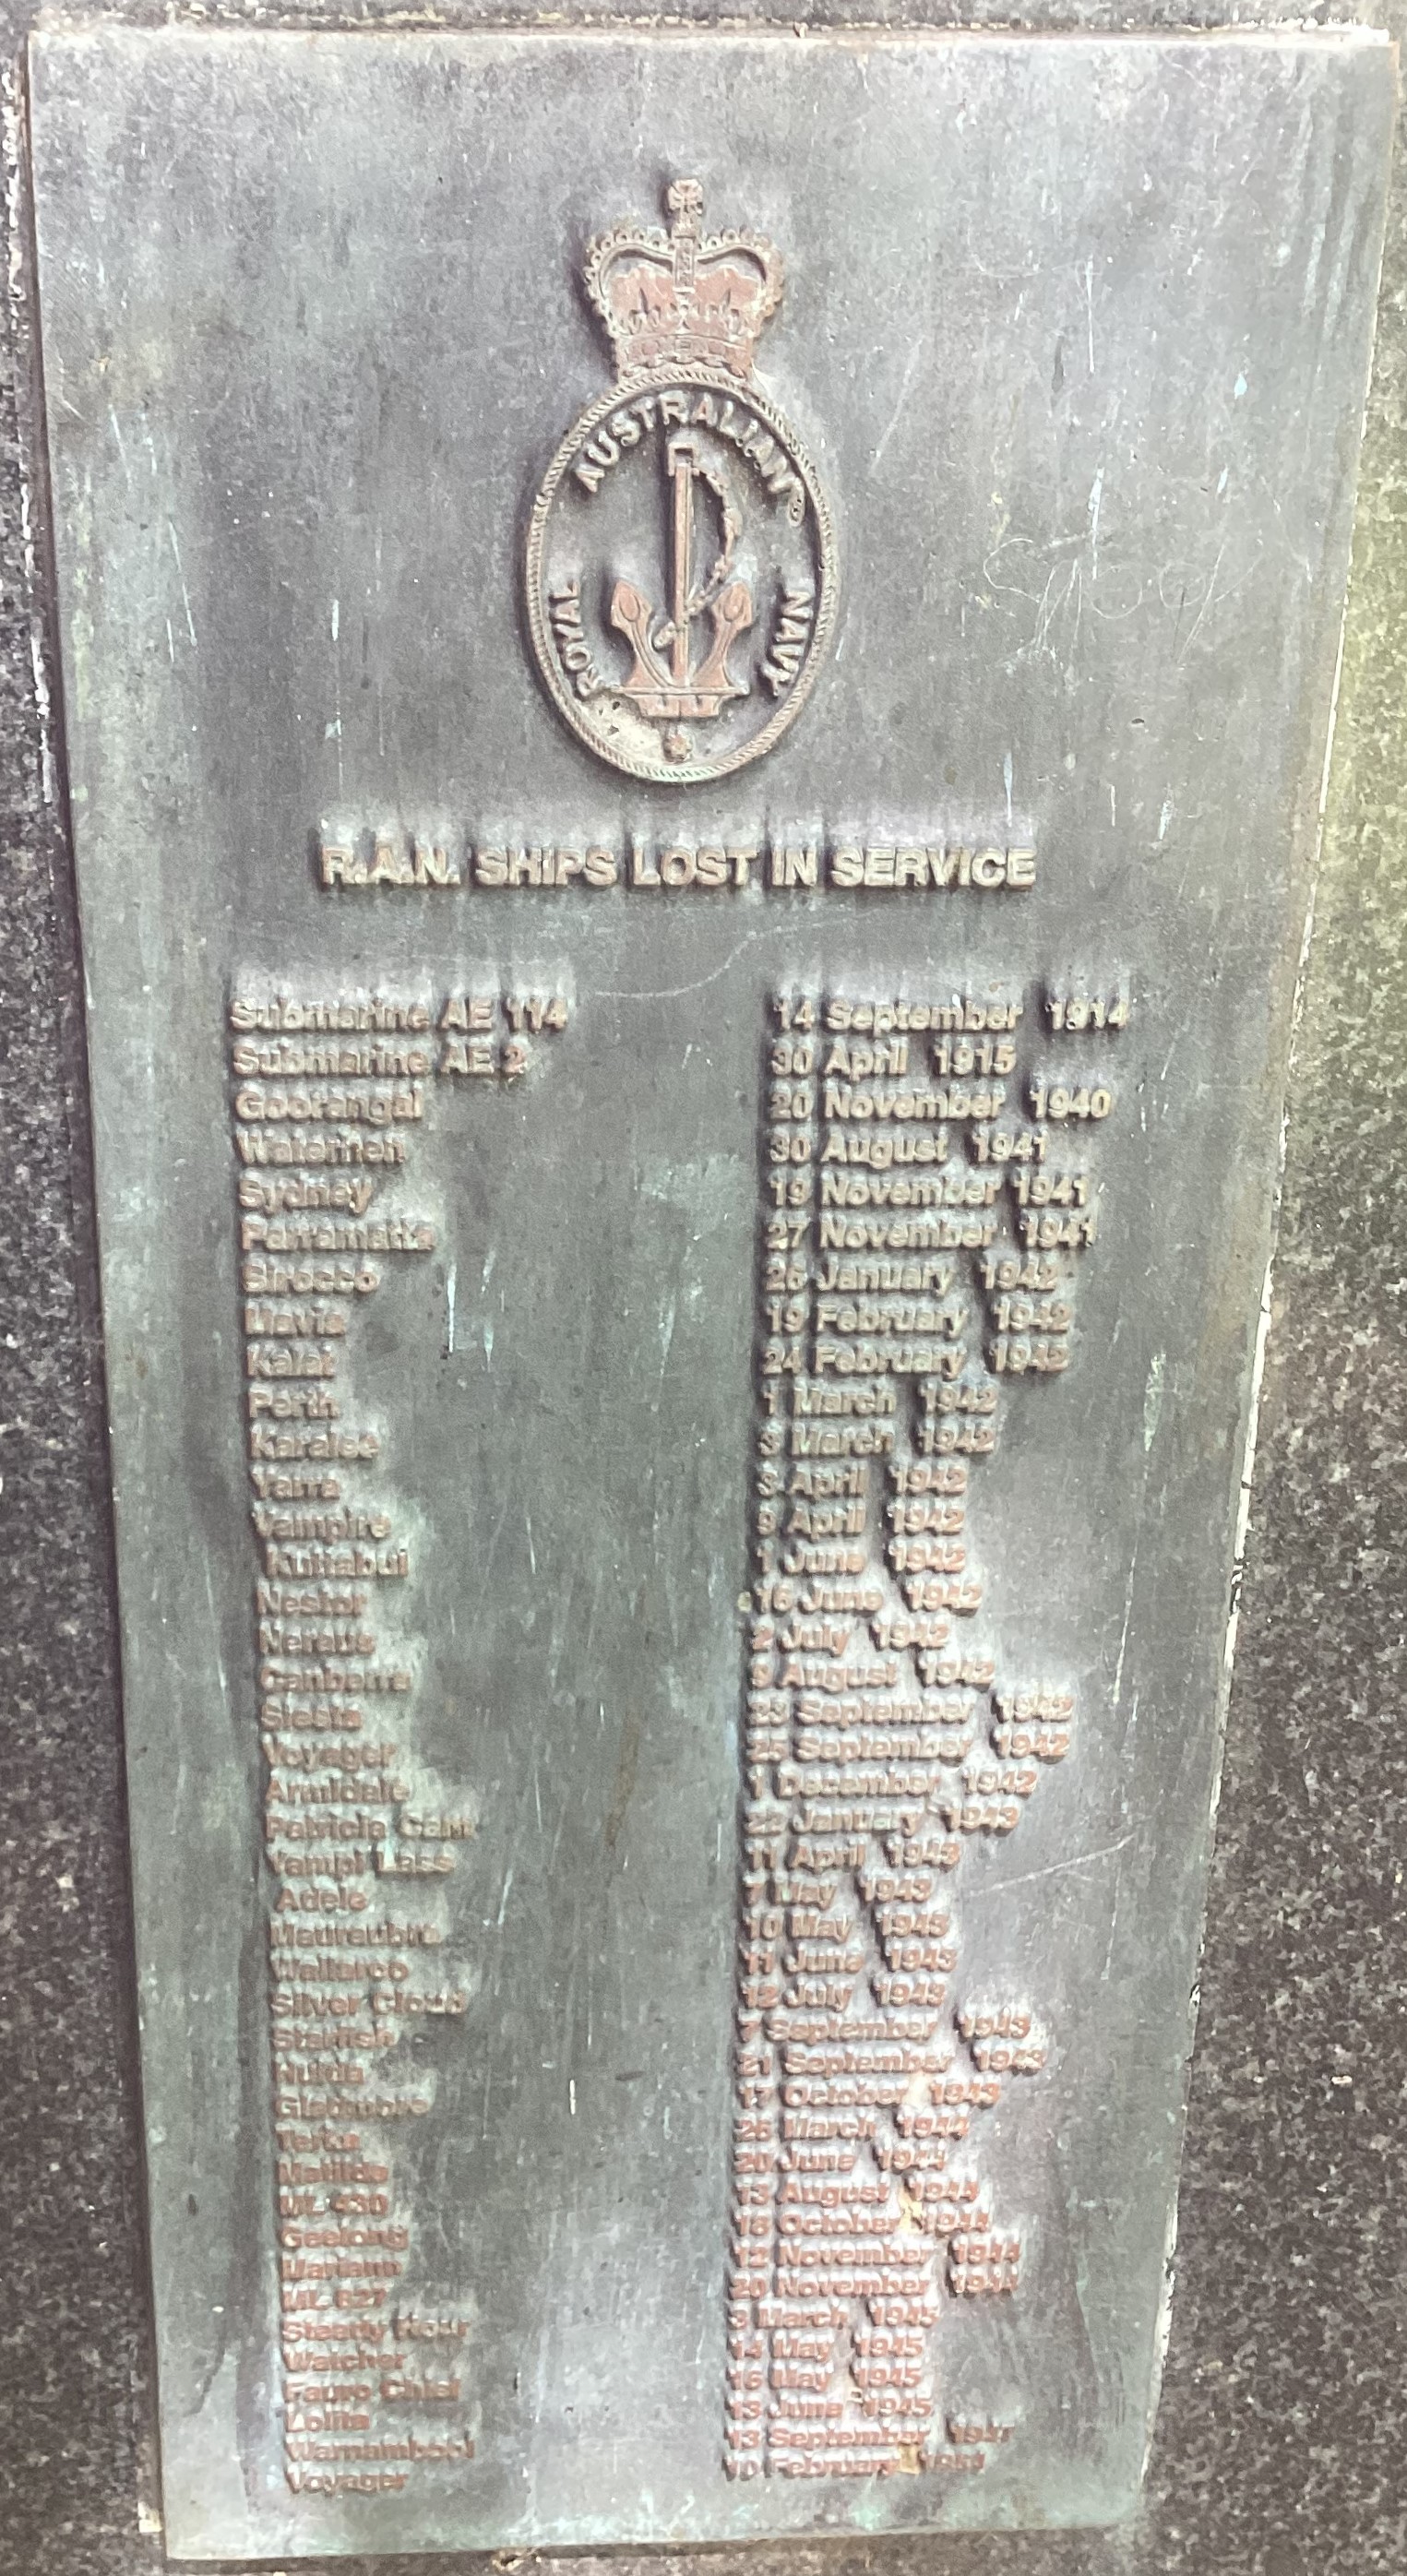 AUSTRALIAN
ROYAL NAVY
R.A.N. SHIPS LOST IN SERVICE
Submarine AE 114 14 September 1914
Submarine AE 2 30 April 1915
Goorangai 20 November 1940
Waterhen 30 August 1941
Sydney 19 November 1941
Parramatta 27 November 1941
Sirocco 26 January 1942
Mavie 19 February 1942
Kalat 24 February 1942
Perth 1 March 1942
Karalee 3 March 1942
Yarra 3 April 1942
Vampire 9 April 1942
Kuttabul 1 June 1942
Nestor 16 June 1942
Nereus 2 July 1942
Canberra 9 August 1942
Siesta 23 September 1942
Voyager 25 September 1942
Armidale 1 December 1942
Patricia Cam 22 January 1943
Yampi Lass 11 April 1943
Adele 7 May 1943
10 May 1943
Wallaroo 11 June 1943
Silver Cloud 12 July 1943
Starfish 7 September 1943
21 September 1943
17 October 1943
Terka 26 March 1944
Matilda 20 June 1944
ML 430 13 August 1944
Geelong 18 October 1944
12 November 1944
ML 827 20 November 1944
Steady Hour 3 March 1945
Watcher 14 May 1945
Fauro Chief 16 May 1945
Lolita 13 June 1945
Warnambool 13 September 1947
Voyager 10 February